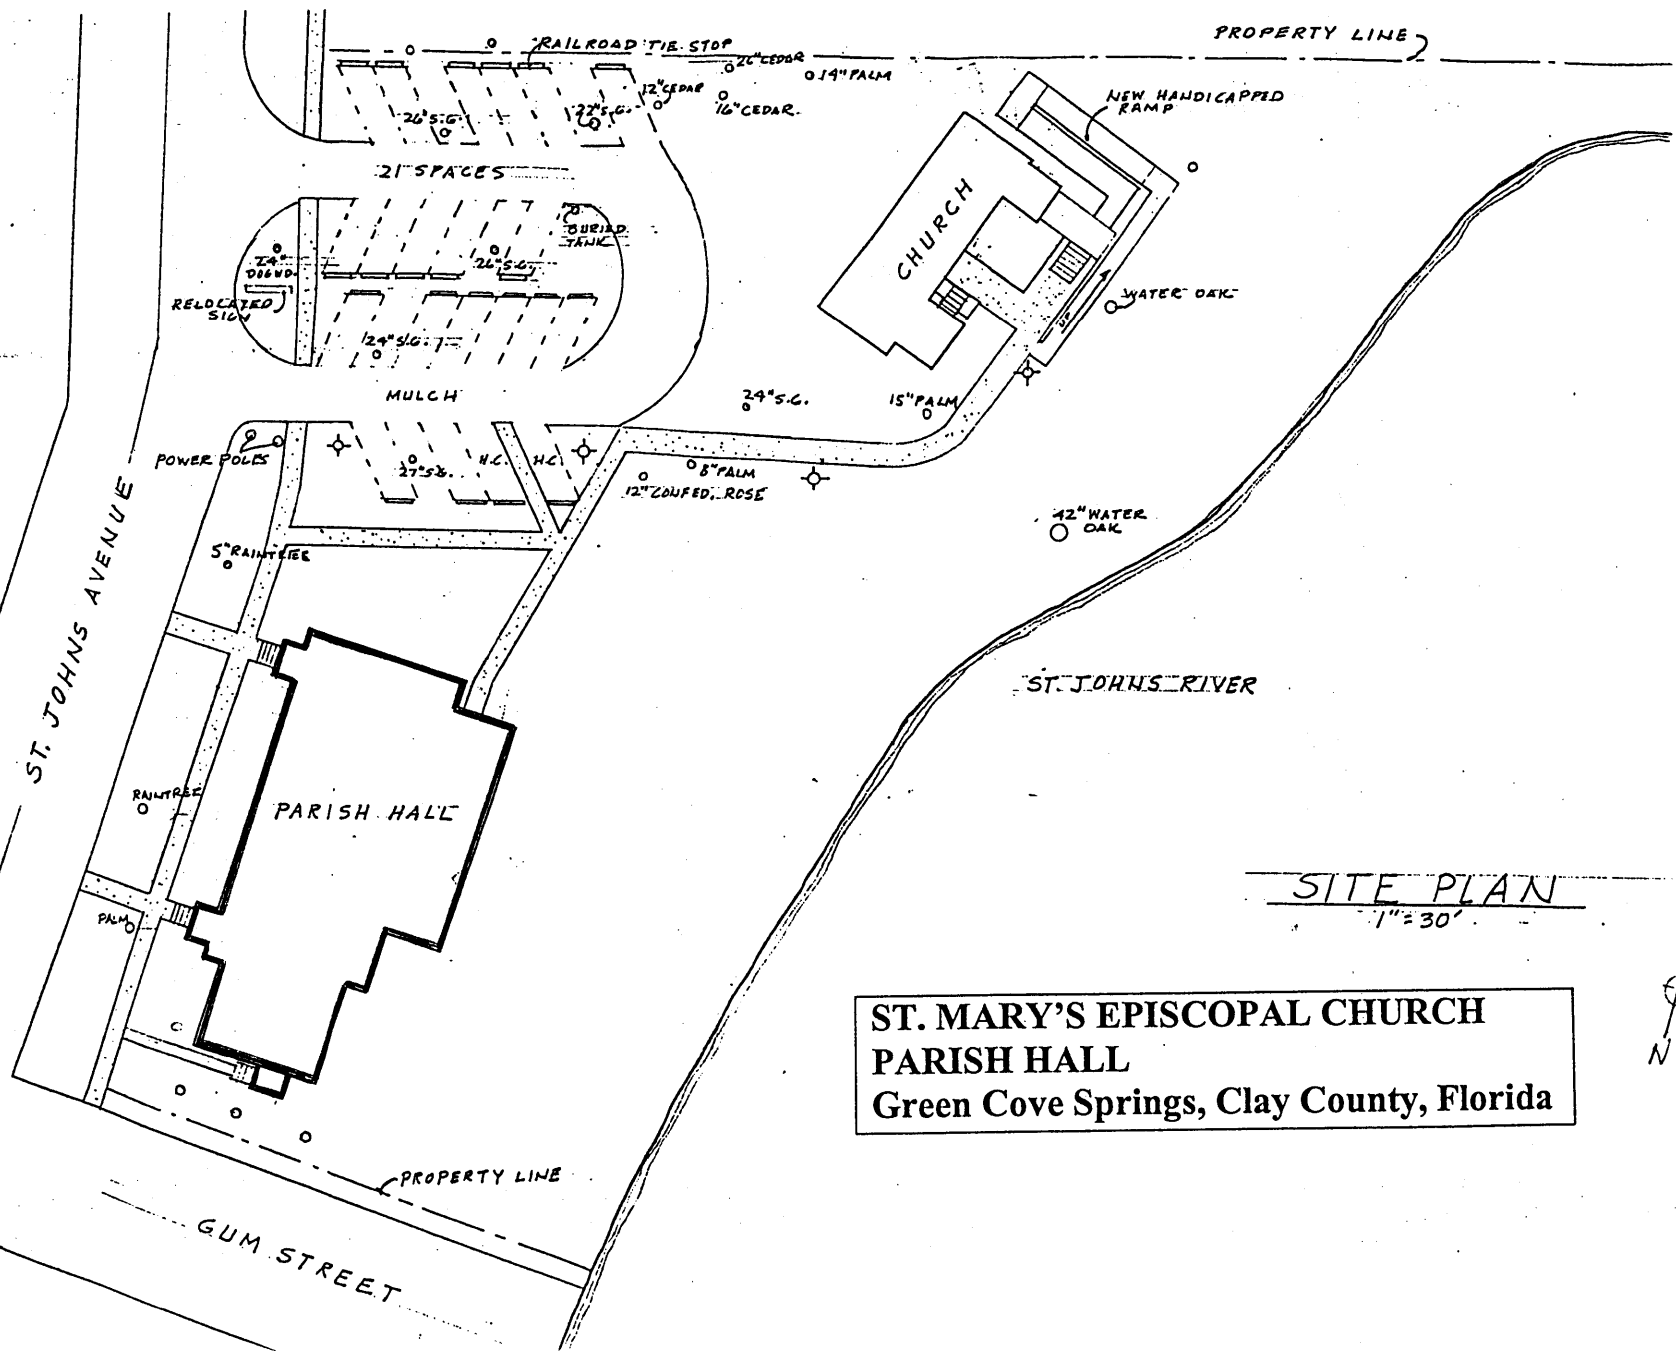 PROPERTY LINE
RAILROAD TIE STOP
26"CEDAR
14"PALM
12"CEDAR
16"CEDAR
26"S.G.
22"S.G.
NEW HANDICAPPED
RAMP
21 SPACES
CHURCH
BURIED
TANK
24"
DOGWD.
26"S.G.
RELOCATED
SIGN
WATER OAK
UP
24"S.G.
MULCH
24"S.G.
15"PALM
POWER POLES
27"S.G.
H.C.
H.C.
8"PALM
12"CONFED. ROSE
42"WATER
OAK
5"RAINTREE
ST. JOHNS AVENUE
ST. JOHNS RIVER
RAINTREE
PARISH HALL
SITE PLAN
1"=30'
PALM
N
ST. MARY'S EPISCOPAL CHURCH
PARISH HALL
Green Cove Springs, Clay County, Florida
PROPERTY LINE
GUM STREET